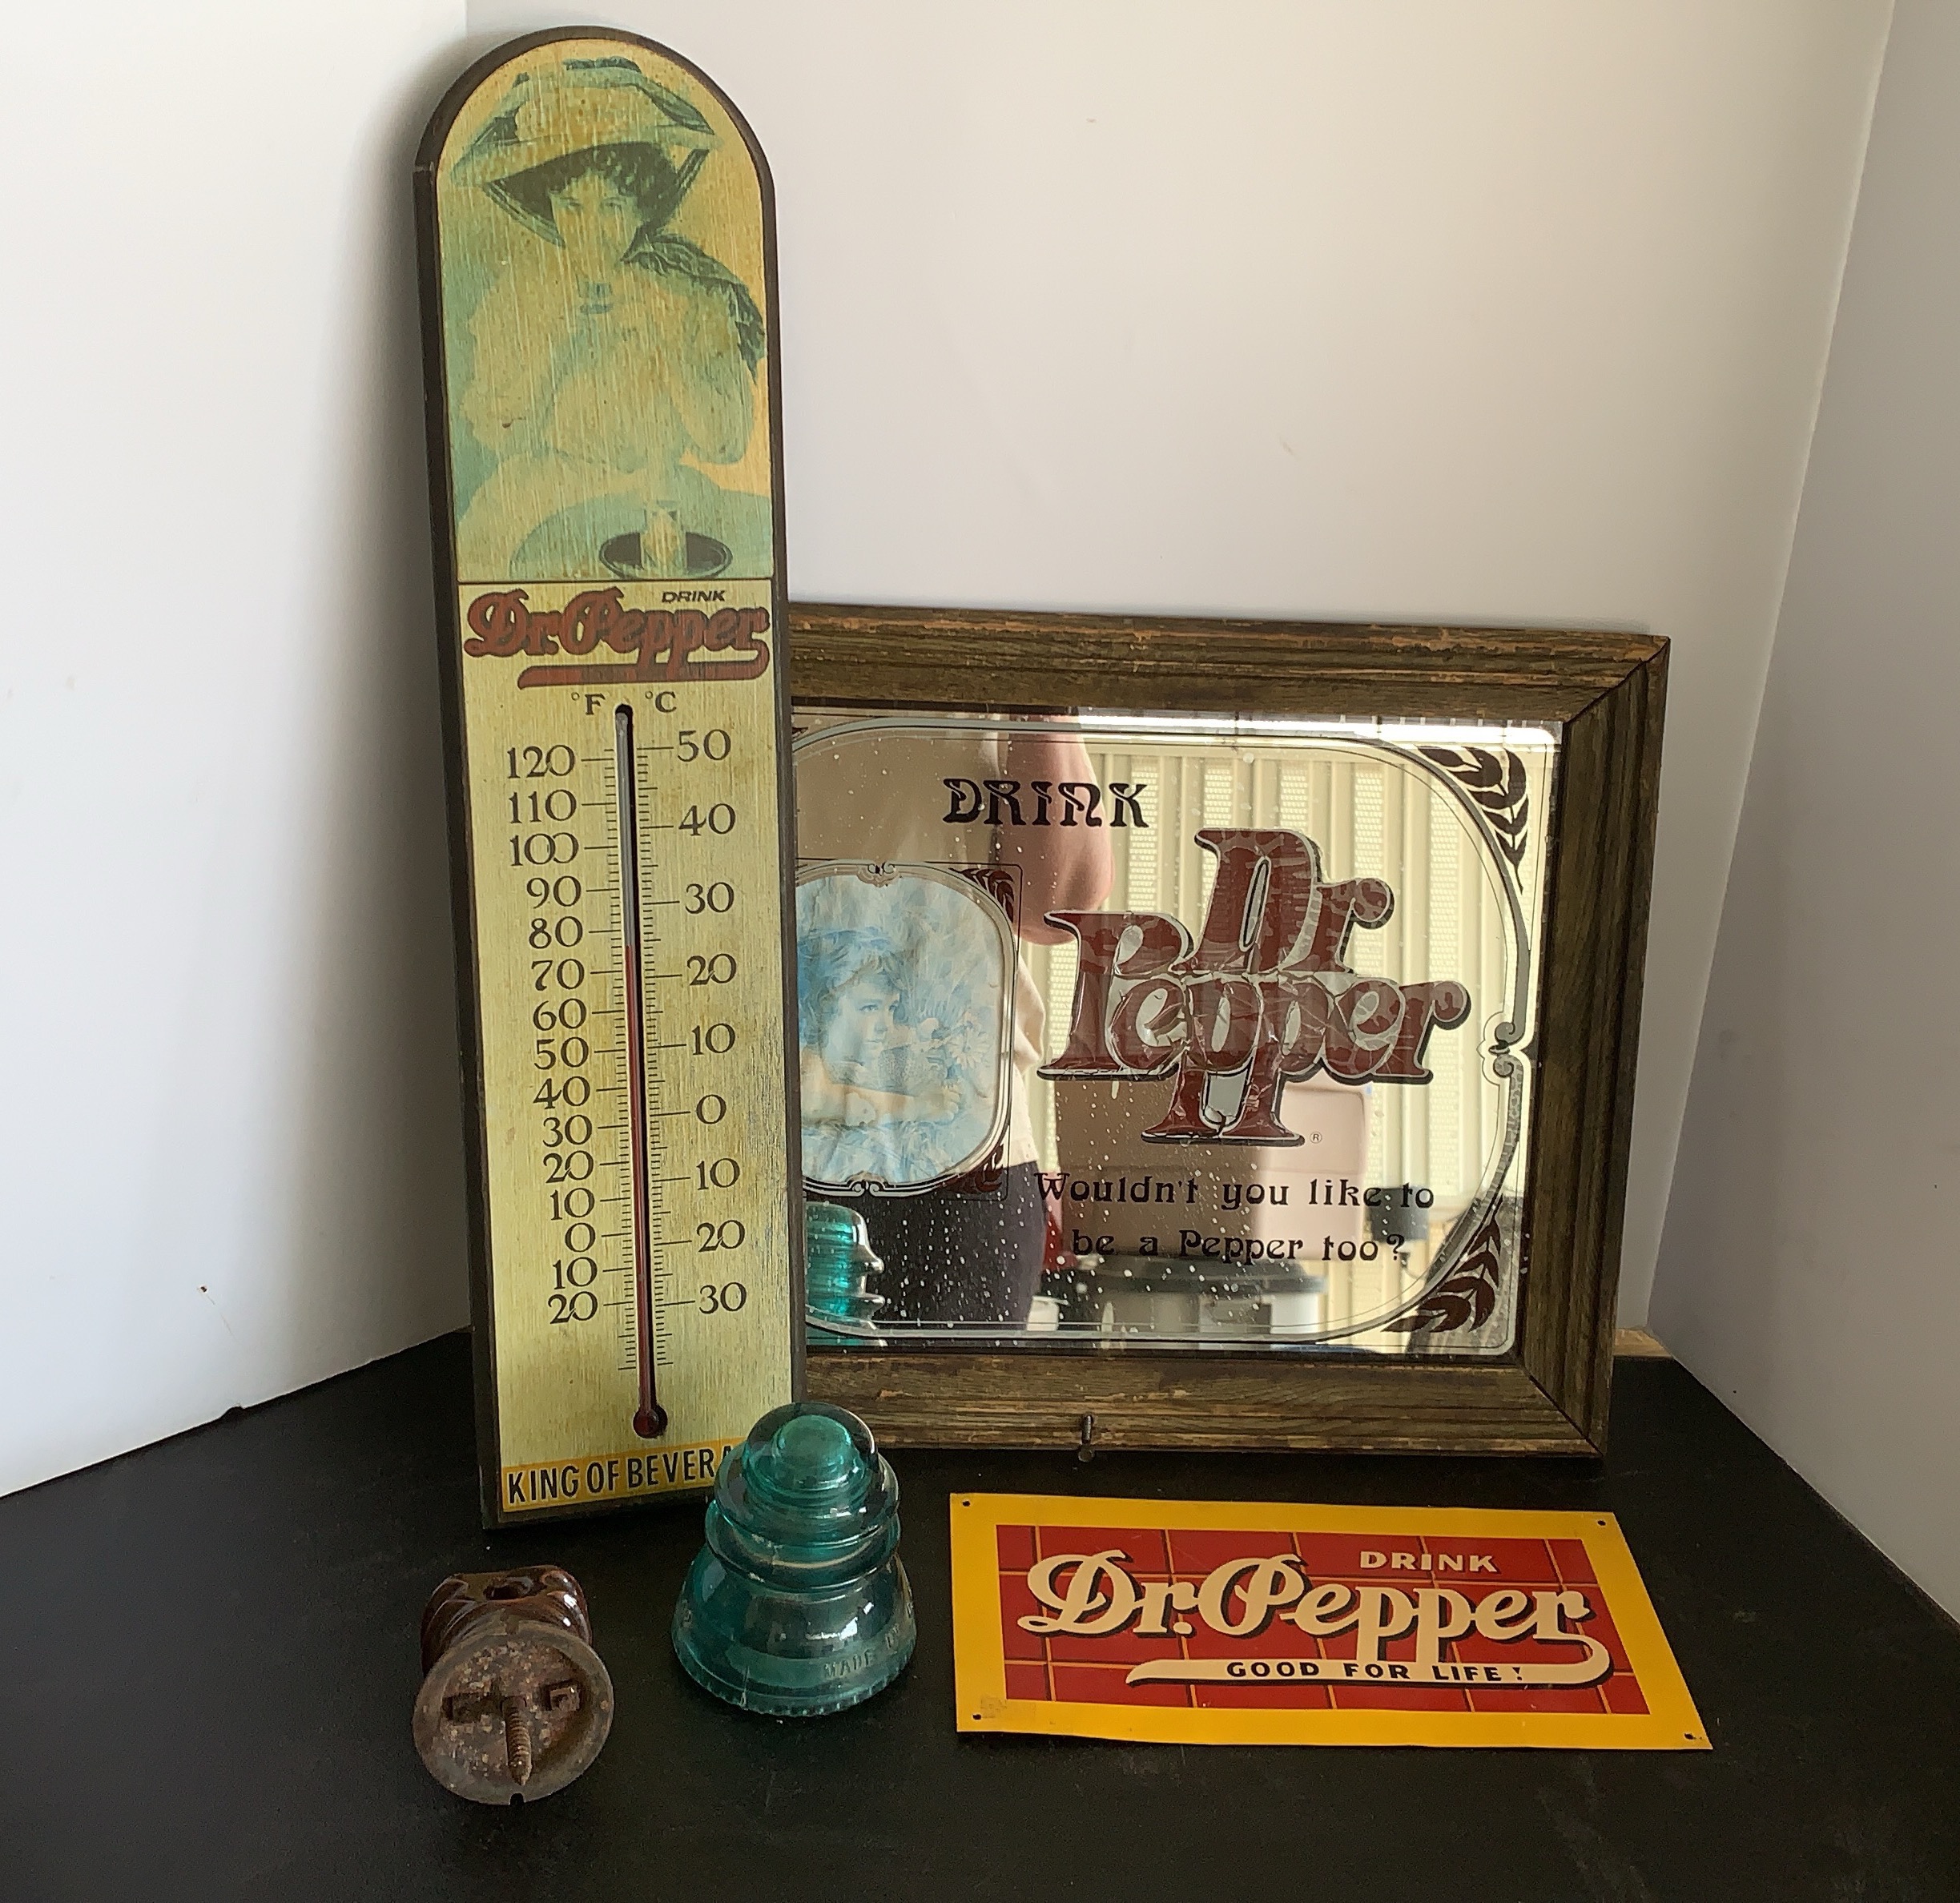 DRINK
Dr. Pepper
°F °C
120 50
110 40
100
90 30
80
70 20
60
50 10
40
30 0
20
10 10
0 20
10
20 30
KING OF BEVERA
DRINK
Dr
Pepper
®
Wouldn't you like to
be a Pepper too?
MADE
DRINK
Dr. Pepper
GOOD FOR LIFE!